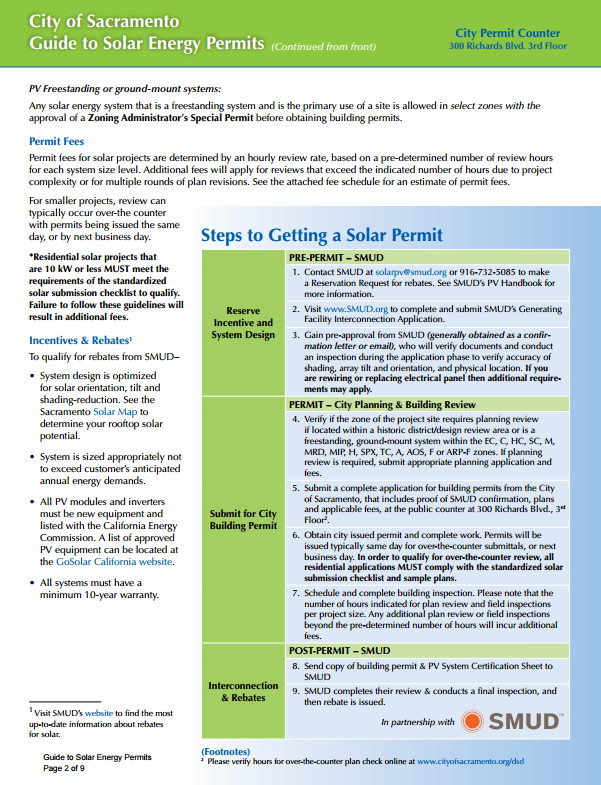 City of Sacramento
Guide to Solar Energy Permits (Continued from front)
City Permit Counter
300 Richards Blvd. 3rd Floor
PV Freestanding or ground-mount systems:
Any solar energy system that is a freestanding system and is the primary use of a site is allowed in select zones with the
approval of a Zoning Administrator's Special Permit before obtaining building permits.
Permit Fees
Permit fees for solar projects are determined by an hourly review rate, based on a pre-determined number of review hours
for each system size level. Additional fees will apply for reviews that exceed the indicated number of hours due to project
complexity or for multiple rounds of plan revisions. See the attached fee schedule for an estimate of permit fees.
For smaller projects, review can
typically occur over-the counter
with permits being issued the same
day, or by next business day.
*Residential solar projects that
are 10 kW or less MUST meet the
requirements of the standardized
solar submission checklist to qualify.
Failure to follow these guidelines will
result in additional fees.
Incentives & Rebates¹
To qualify for rebates from SMUD–
• System design is optimized
for solar orientation, tilt and
shading-reduction. See the
Sacramento Solar Map to
determine your rooftop solar
potential.
• System is sized appropriately not
to exceed customer's anticipated
annual energy demands.
• All PV modules and inverters
must be new equipment and
listed with the California Energy
Commission. A list of approved
PV equipment can be located at
the GoSolar California website.
• All systems must have a
minimum 10-year warranty.
1 Visit SMUD's website to find the most
up-to-date information about rebates
for solar.
Guide to Solar Energy Permits
Page 2 of 9
Steps to Getting a Solar Permit
Reserve
Incentive and
System Design
PRE-PERMIT – SMUD
1. Contact SMUD at solarpv@smud.org or 916-732-5085 to make
a Reservation Request for rebates. See SMUD's PV Handbook for
more information.
2. Visit www.SMUD.org to complete and submit SMUD's Generating
Facility Interconnection Application.
3. Gain pre-approval from SMUD (generally obtained as a confir-
mation letter or email), who will verify documents and conduct
an inspection during the application phase to verify accuracy of
shading, array tilt and orientation, and physical location. If you
are rewiring or replacing electrical panel then additional require-
ments may apply.
Submit for City
Building Permit
PERMIT – City Planning & Building Review
4. Verify if the zone of the project site requires planning review
if located within a historic district/design review area or is a
freestanding, ground-mount system within the EC, C, HC, SC, M,
MRD, MIP, H, SPX, TC, A, AOS, F or ARP-F zones. If planning
review is required, submit appropriate planning application and
fees.
5. Submit a complete application for building permits from the City
of Sacramento, that includes proof of SMUD confirmation, plans
and applicable fees, at the public counter at 300 Richards Blvd., 3rd
Floor².
6. Obtain city issued permit and complete work. Permits will be
issued typically same day for over-the-counter submittals, or next
business day. In order to qualify for over-the-counter review, all
residential applications MUST comply with the standardized solar
submission checklist and sample plans.
7. Schedule and complete building inspection. Please note that the
number of hours indicated for plan review and field inspections
per project size. Any additional plan review or field inspections
beyond the pre-determined number of hours will incur additional
fees.
Interconnection
& Rebates
POST-PERMIT – SMUD
8. Send copy of building permit & PV System Certification Sheet to
SMUD
9. SMUD completes their review & conducts a final inspection, and
then rebate is issued.
In partnership with SMUD™
(Footnotes)
2 Please verify hours for over-the-counter plan check online at www.cityofsacramento.org/dsd